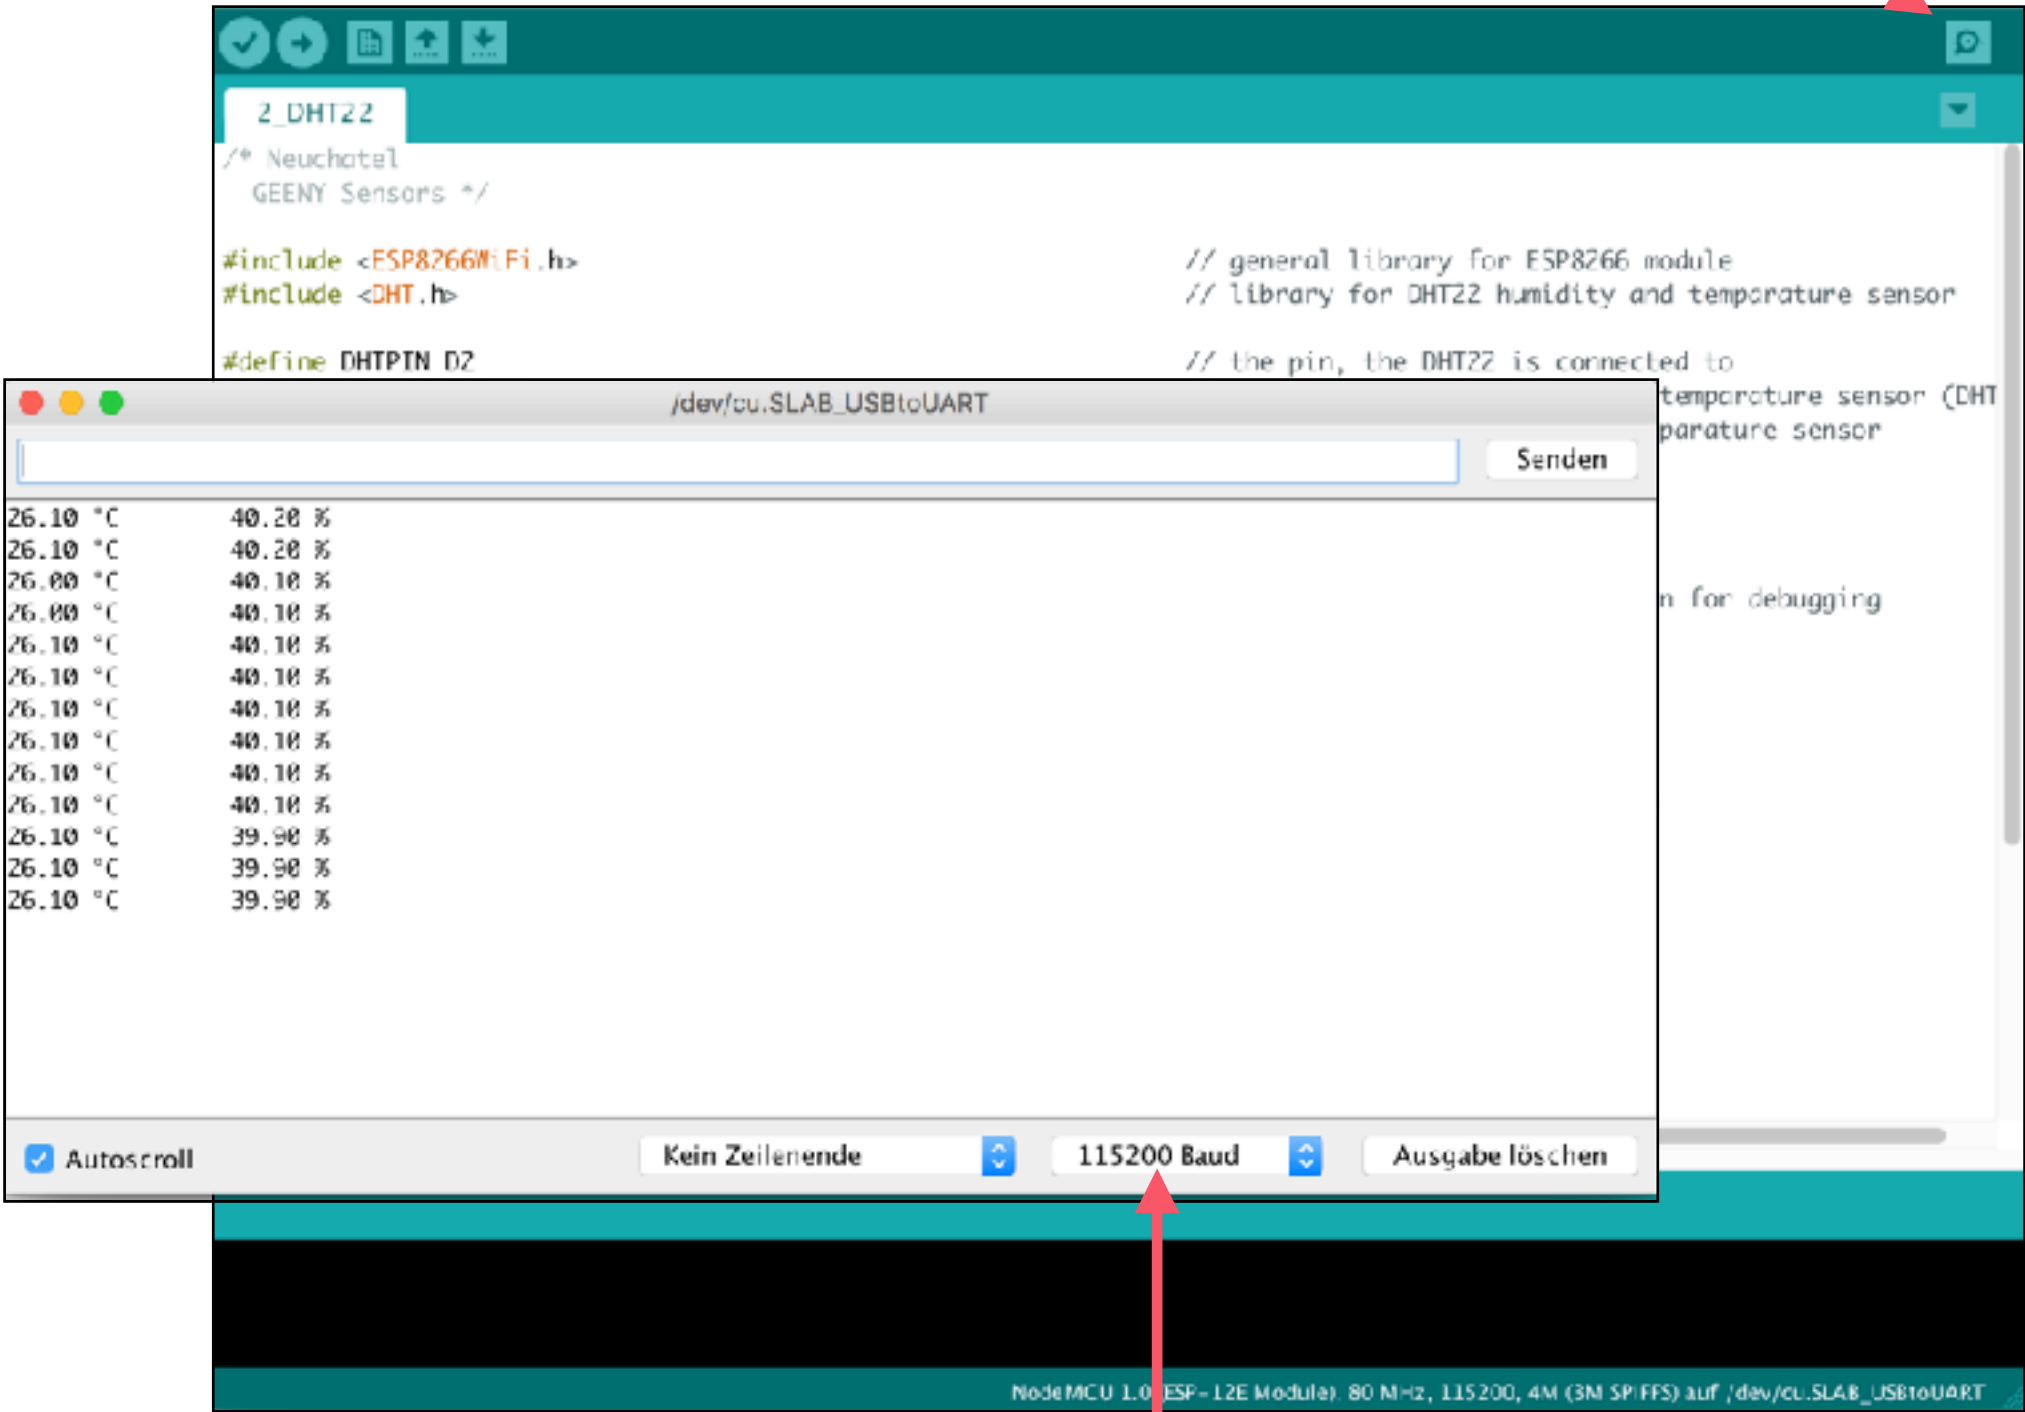 2_DHT22
/* Neuchatel
GEENY Sensors */
#include <ESP8266WiFi.h> // general library for ESP8266 module
#include <DHT.h> // library for DHT22 humidity and temparature sensor
#define DHTPIN D2 // the pin, the DHT22 is connected to
temparature sensor (DHT
parature sensor
n for debugging
/dev/cu.SLAB_USBtoUART
Senden
26.10 °C 40.20 %
26.10 °C 40.20 %
26.00 °C 40.10 %
26.00 °C 40.10 %
26.10 °C 40.10 %
26.10 °C 40.10 %
26.10 °C 40.10 %
26.10 °C 40.10 %
26.10 °C 40.10 %
26.10 °C 40.10 %
26.10 °C 39.90 %
26.10 °C 39.90 %
26.10 °C 39.90 %
Autoscroll Kein Zeilenende 115200 Baud Ausgabe löschen
NodeMCU 1.0 (ESP-12E Module), 80 MHz, 115200, 4M (3M SPIFFS) auf /dev/cu.SLAB_USBtoUART